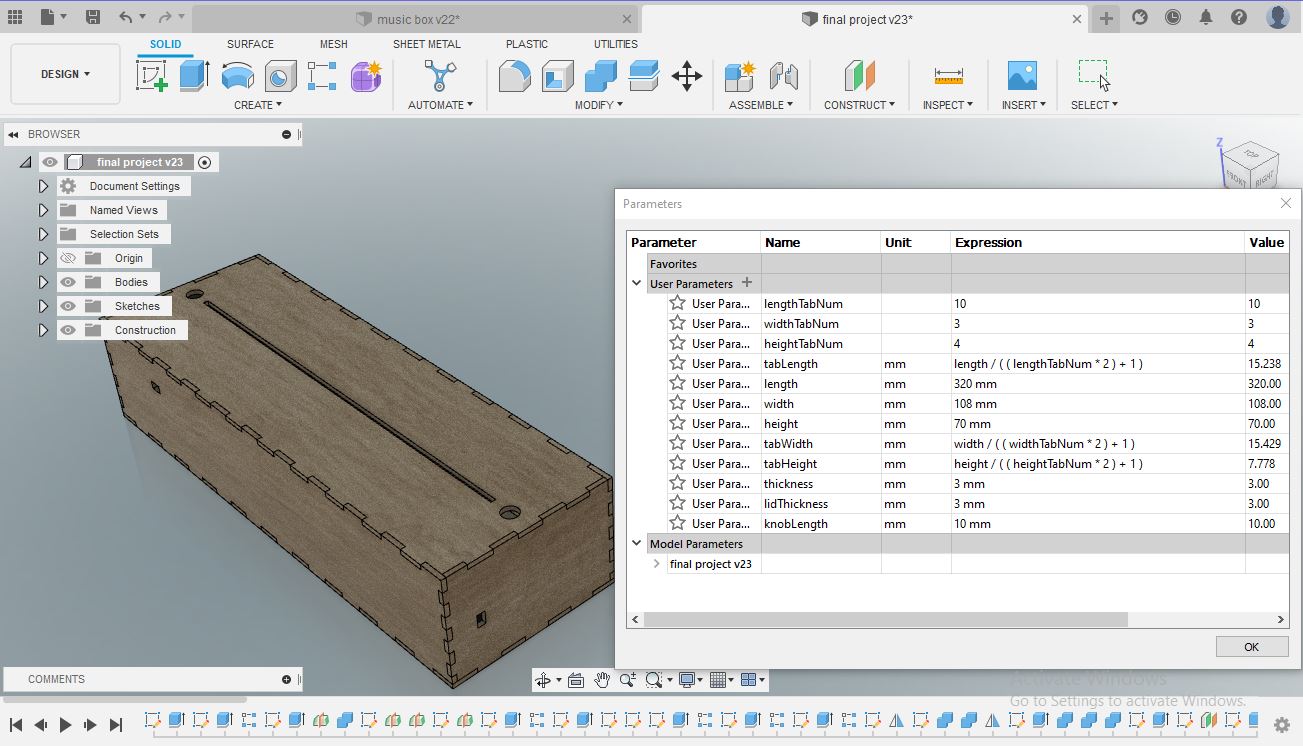 music box v22*
final project v23*
SOLID SURFACE MESH SHEET METAL PLASTIC UTILITIES
DESIGN
CREATE AUTOMATE MODIFY ASSEMBLE CONSTRUCT INSPECT INSERT SELECT
BROWSER
final project v23
Document Settings
Named Views
Selection Sets
Origin
Bodies
Sketches
Construction
Z
TOP
FRONT
RIGHT
Parameters
Parameter Name Unit Expression Value
Favorites
User Parameters
User Para... lengthTabNum 10 10
User Para... widthTabNum 3 3
User Para... heightTabNum 4 4
User Para... tabLength mm length / ( ( lengthTabNum * 2 ) + 1 ) 15.238
User Para... length mm 320 mm 320.00
User Para... width mm 108 mm 108.00
User Para... height mm 70 mm 70.00
User Para... tabWidth mm width / ( ( widthTabNum * 2 ) + 1 ) 15.429
User Para... tabHeight mm height / ( ( heightTabNum * 2 ) + 1 ) 7.778
User Para... thickness mm 3 mm 3.00
User Para... lidThickness mm 3 mm 3.00
User Para... knobLength mm 10 mm 10.00
Model Parameters
final project v23
OK
COMMENTS
Activate Windows
Go to Settings to activate Windows.